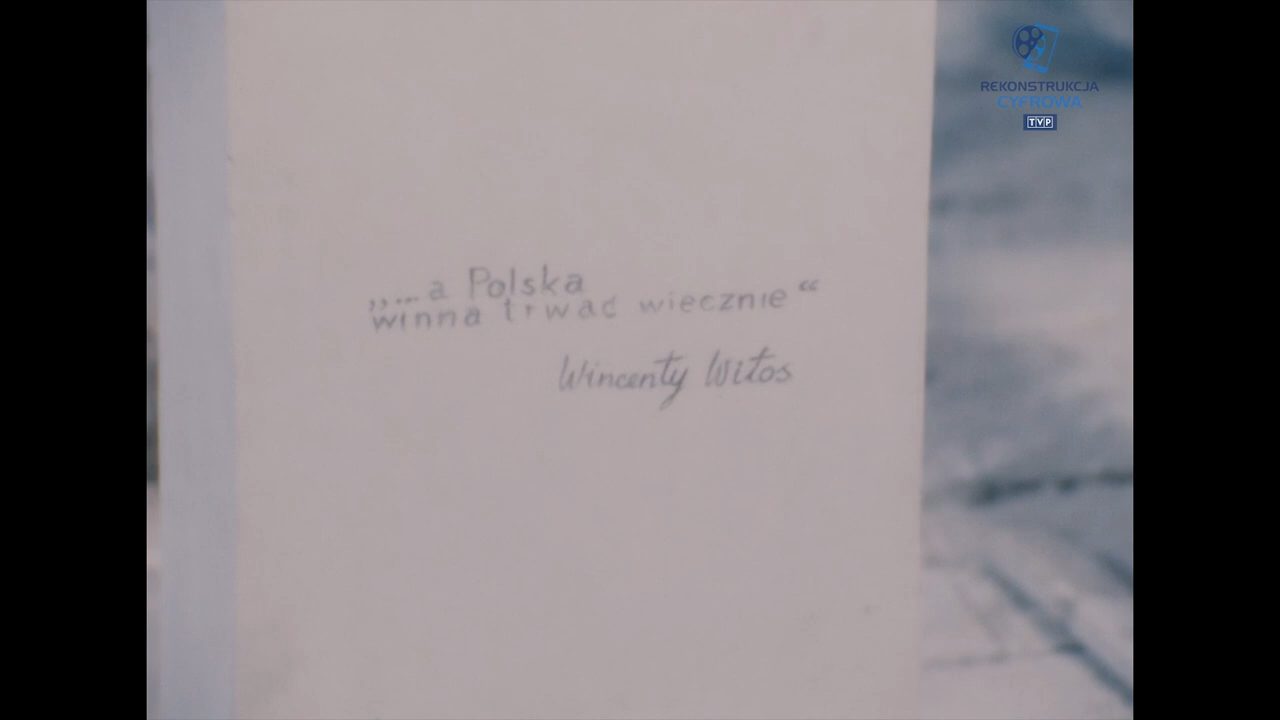 „... a Polska
winna trwać wiecznie“
Wincenty Witos
REKONSTRUKCJA
CYFROWA
TVP